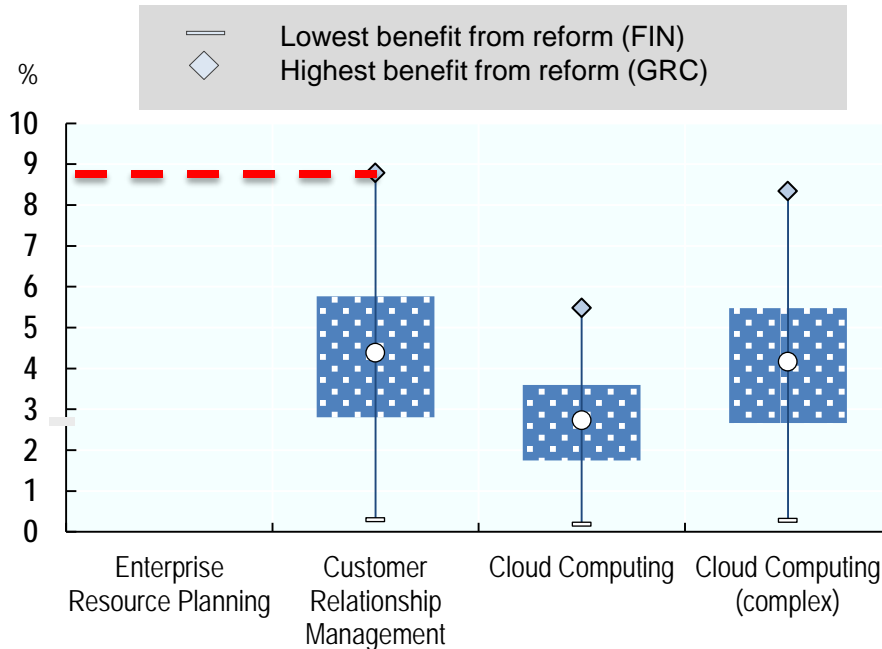 Lowest benefit from reform (FIN)
Highest benefit from reform (GRC)
%
10
9
8
7
6
5
4
3
2
1
0
Enterprise
Resource Planning
Customer
Relationship
Management
Cloud Computing
Cloud Computing
(complex)